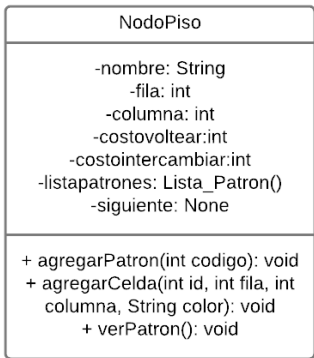 NodoPiso
-nombre: String
-fila: int
-columna: int
-costovoltear:int
-costointercambiar:int
-listapatrones: Lista_Patron()
-siguiente: None
+ agregarPatron(int codigo): void
+ agregarCelda(int id, int fila, int
columna, String color): void
+ verPatron(): void